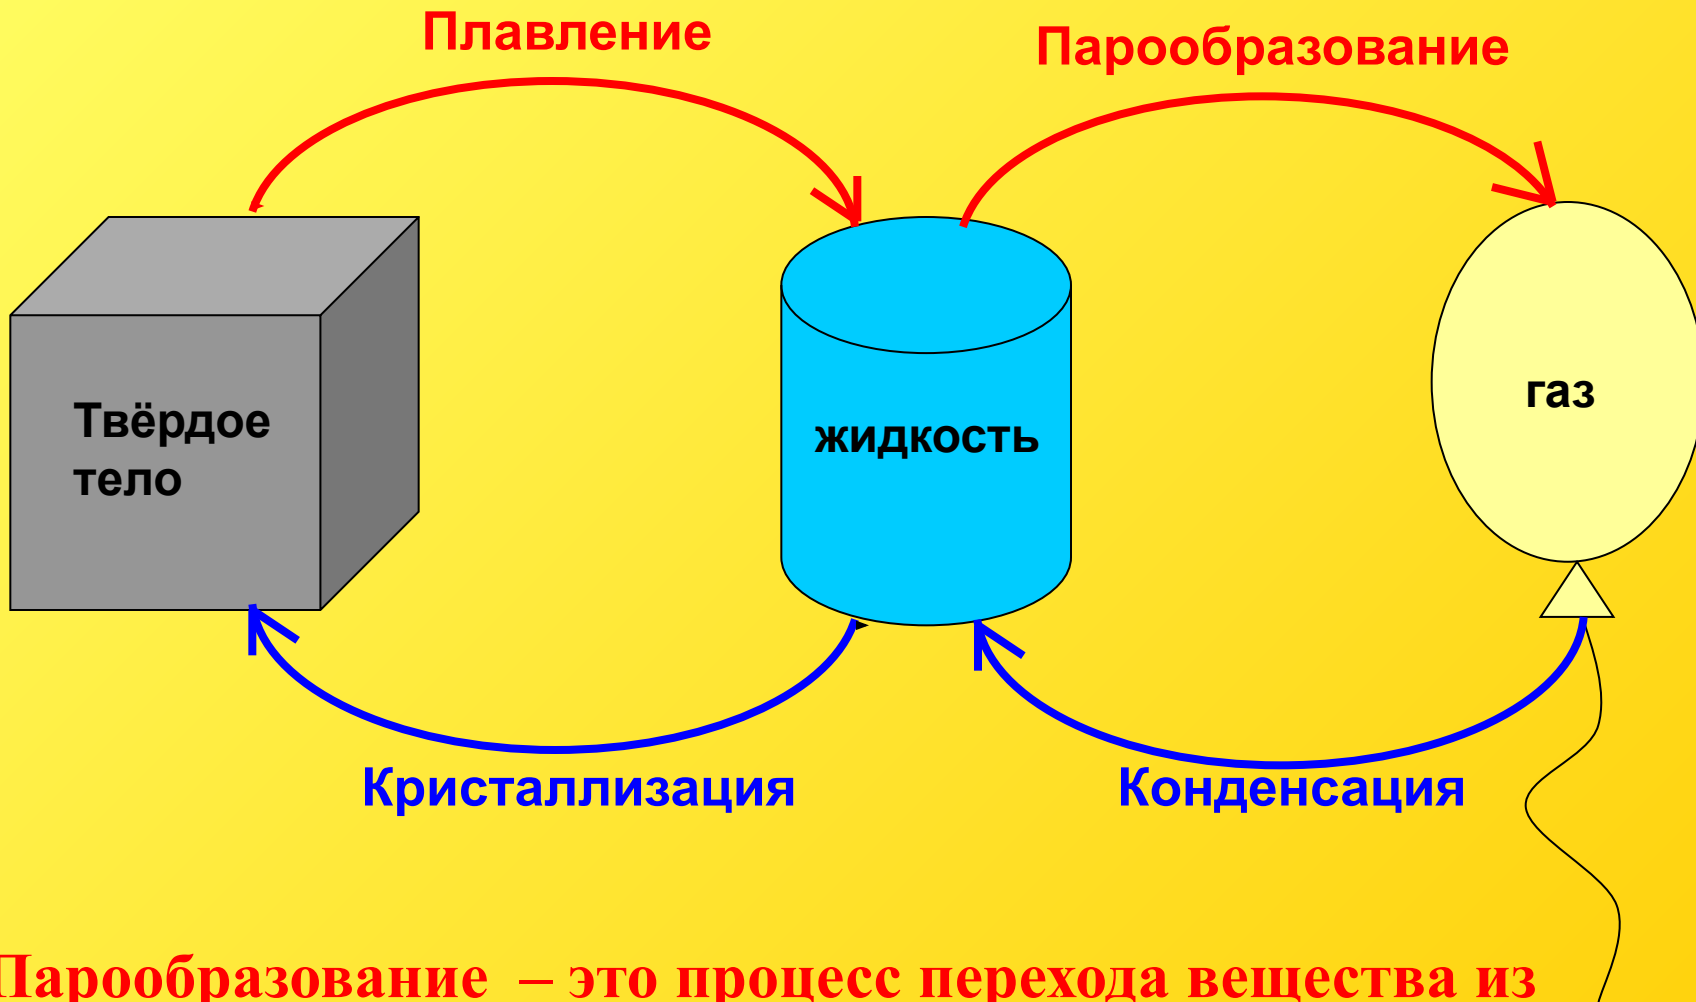 Плавление
Парообразование
Твёрдое
тело
жидкость
газ
Кристаллизация
Конденсация
Парообразование – это процесс перехода вещества из